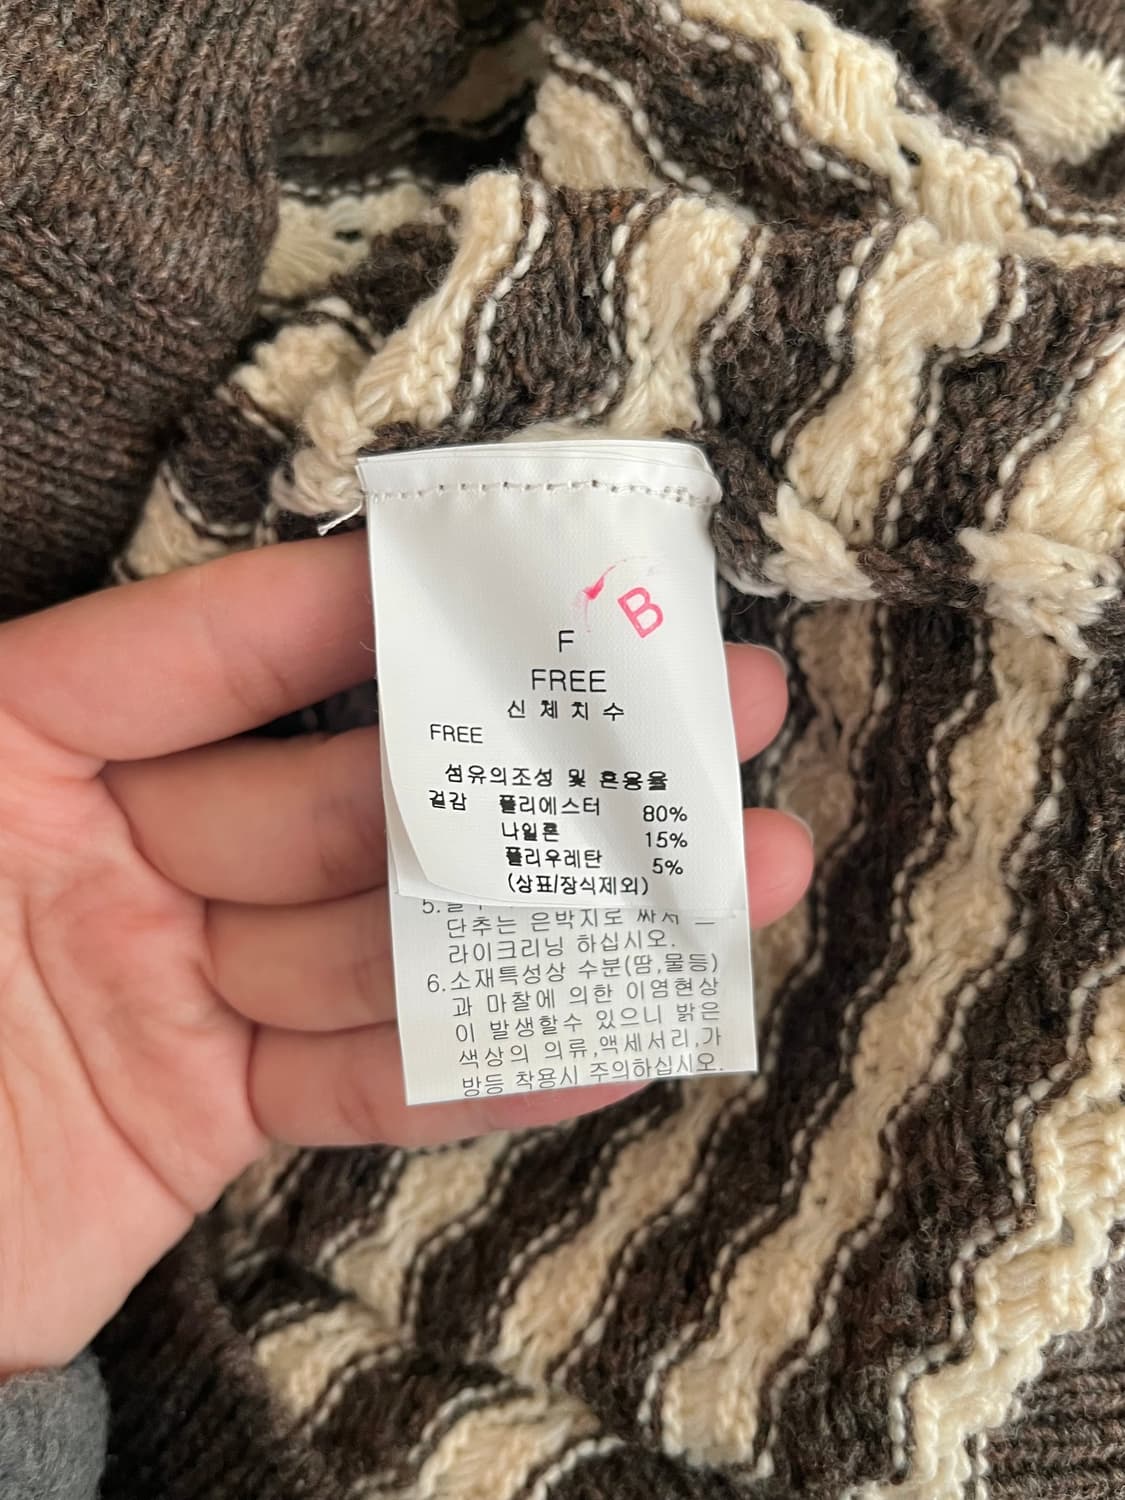 B
F
FREE
신체치수
FREE
섬유의조성 및 혼용율
겉감 폴리에스터 80%
나일론 15%
폴리우레탄 5%
(상표/장식제외)
5.
단추는 은박지로 싸서 드
라이크리닝 하십시오.
6.소재특성상 수분(땀,물등)
과 마찰에 의한 이염현상
이 발생할수 있으니 밝은
색상의 의류,액세서리,가
방등 착용시 주의하십시오.